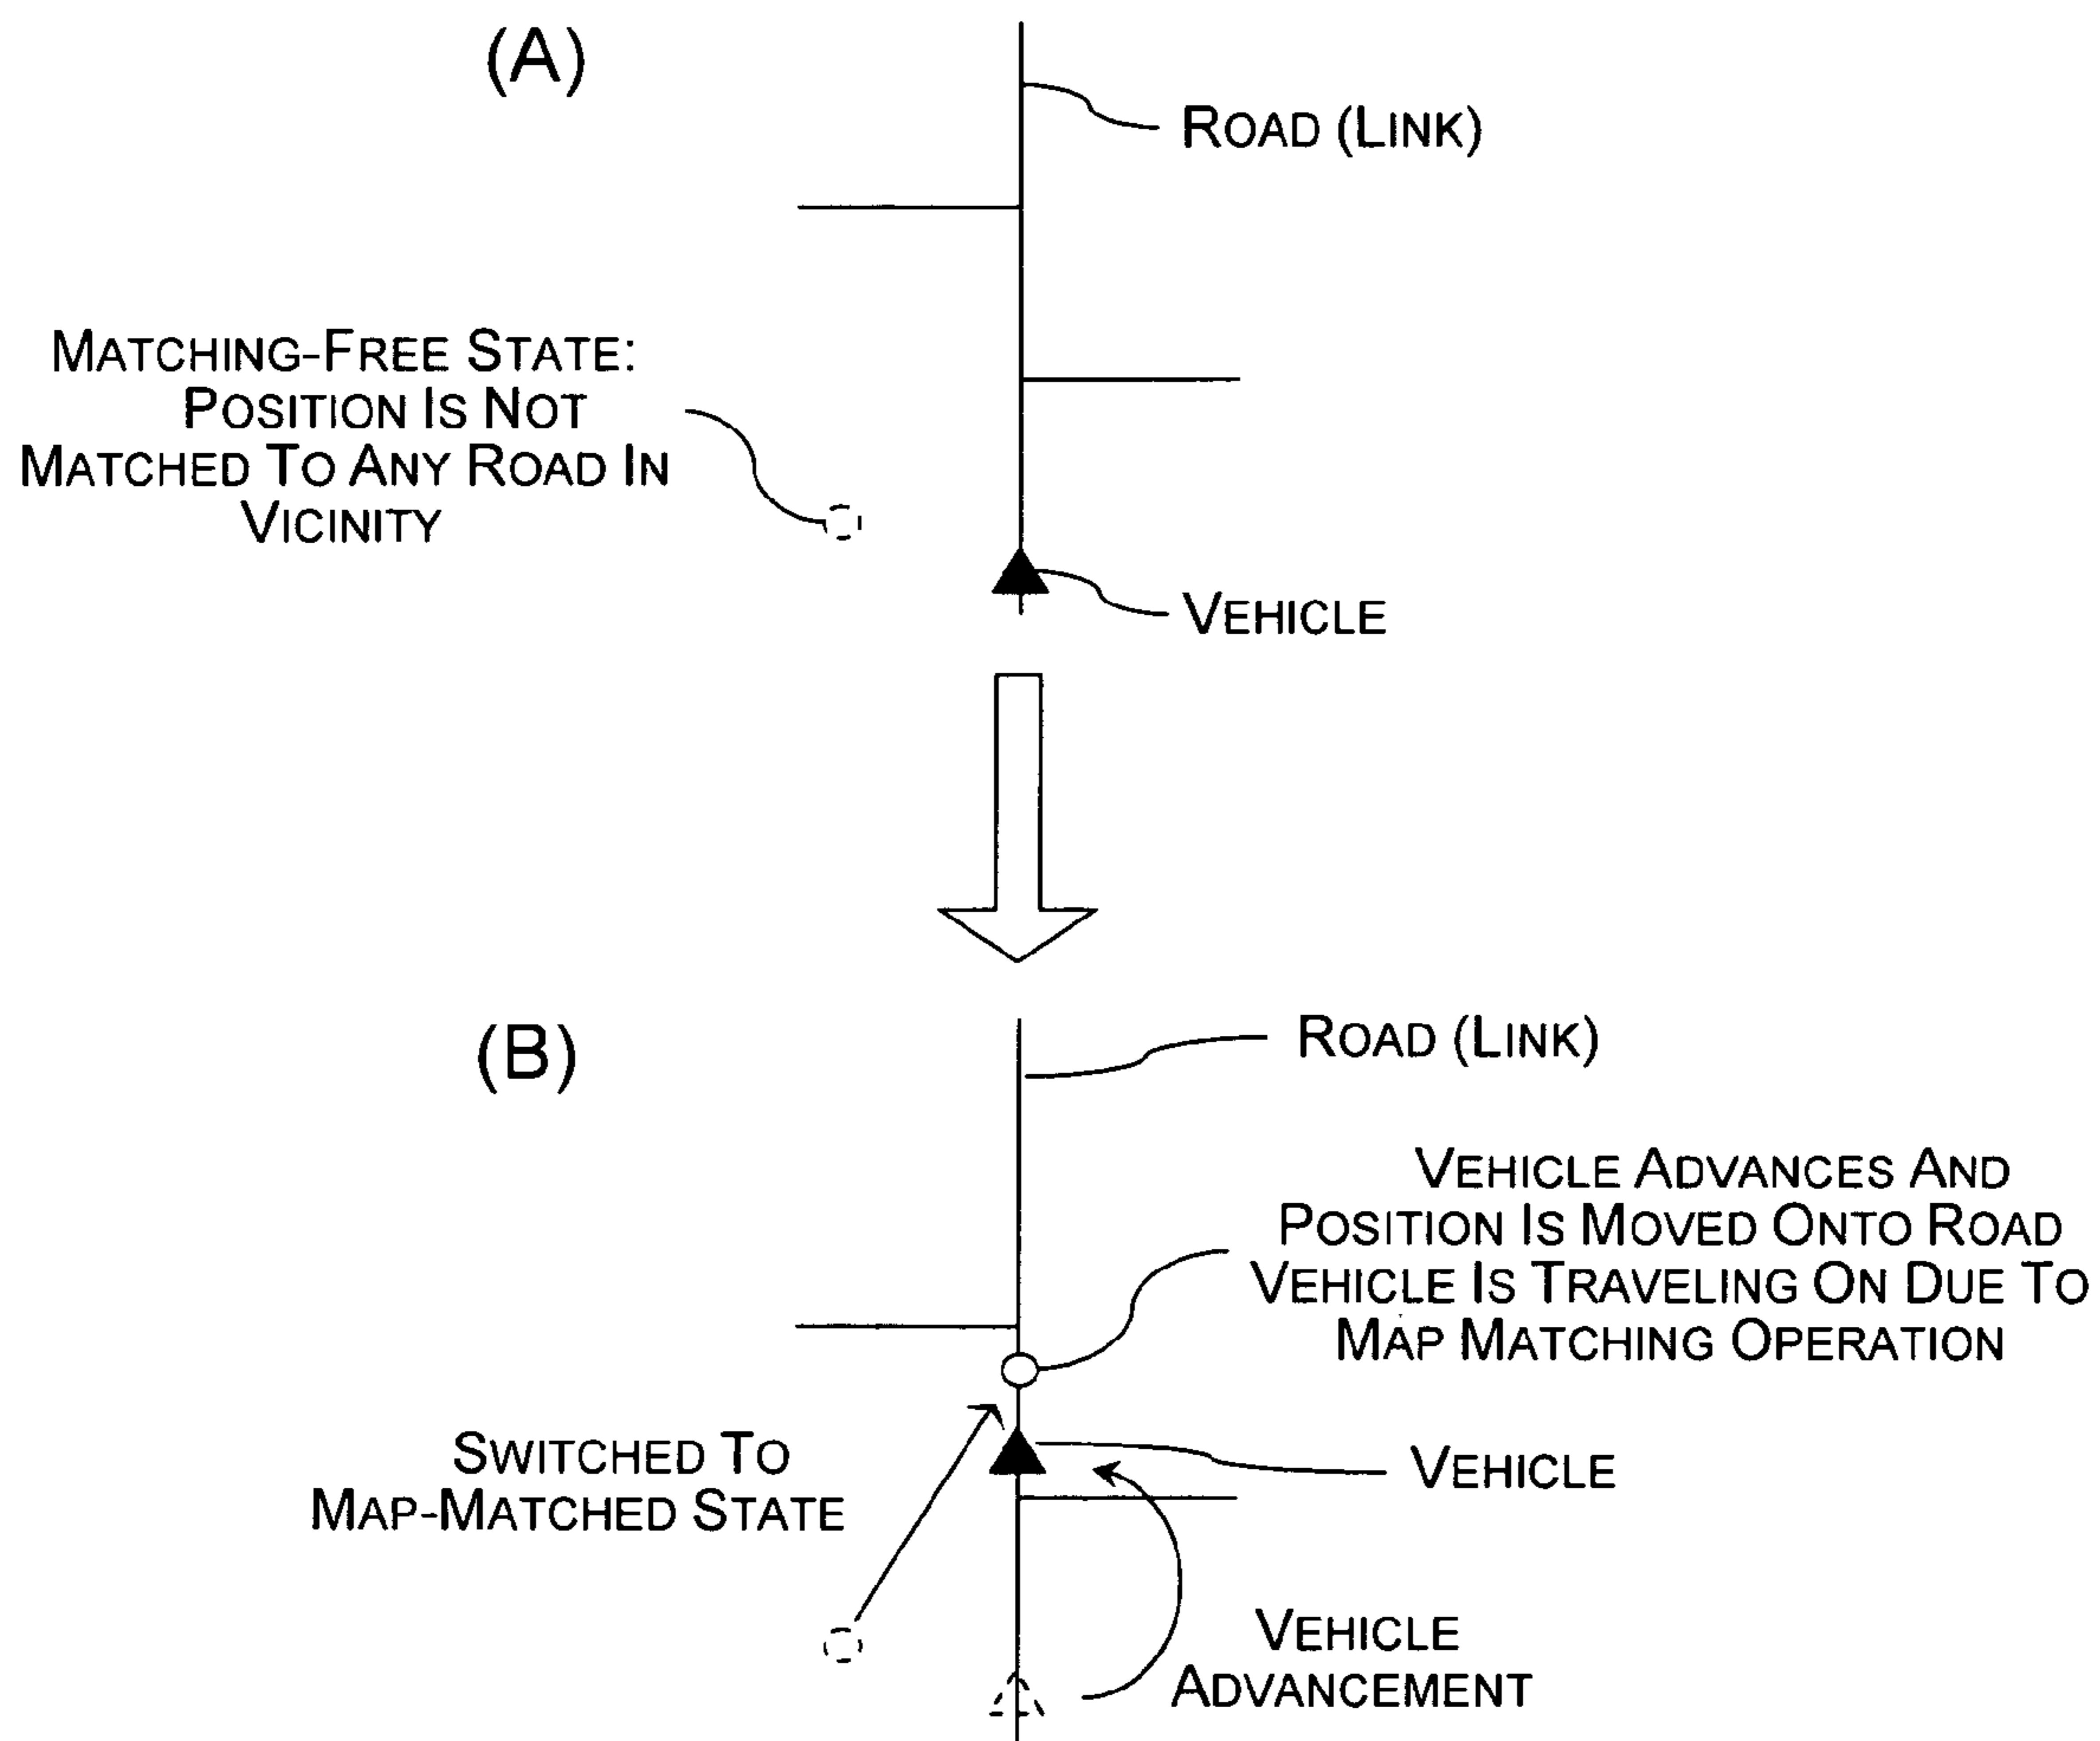 (A)
ROAD (LINK)
MATCHING-FREE STATE:
POSITION IS NOT
MATCHED TO ANY ROAD IN
VICINITY
VEHICLE
(B)
ROAD (LINK)
VEHICLE ADVANCES AND
POSITION IS MOVED ONTO ROAD
VEHICLE IS TRAVELING ON DUE TO
MAP MATCHING OPERATION
SWITCHED TO
MAP-MATCHED STATE
VEHICLE
VEHICLE
ADVANCEMENT